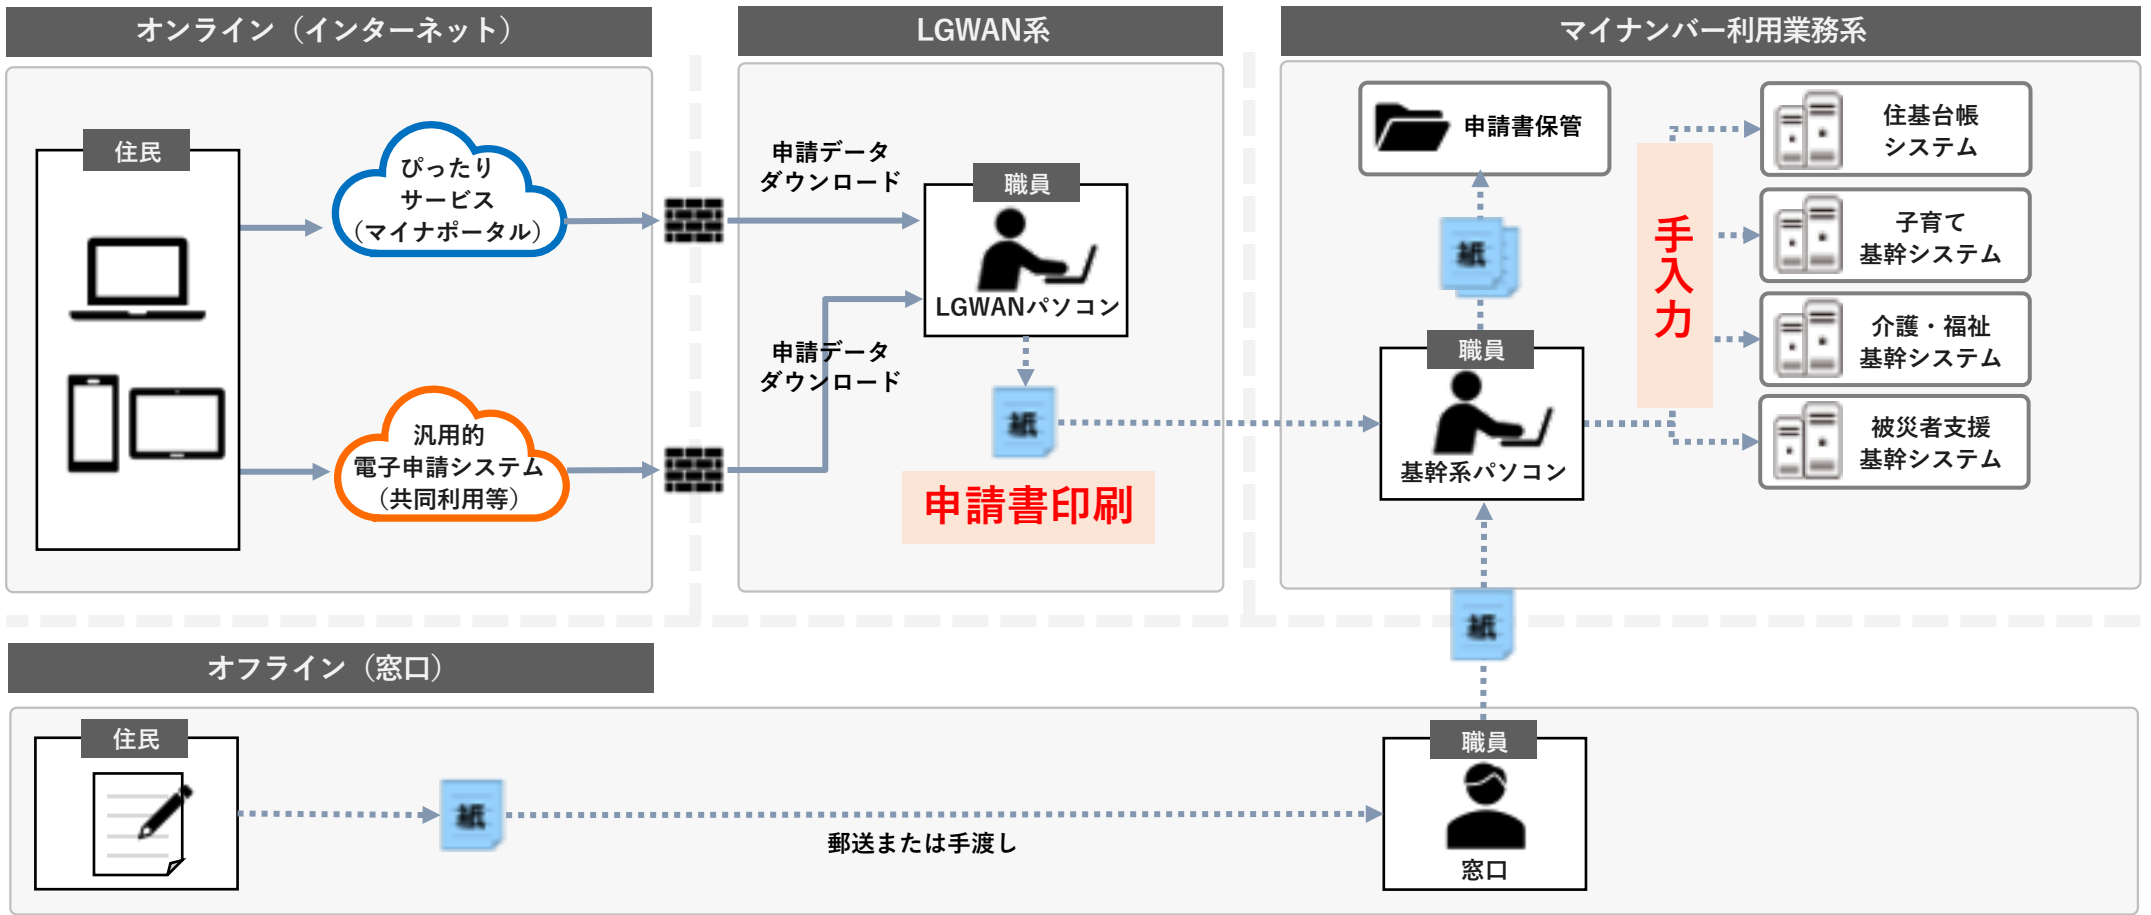 オンライン（インターネット）
住民
ぴったり
サービス
（マイナポータル）
汎用的
電子申請システム
（共同利用等）
LGWAN系
申請データ
ダウンロード
職員
LGWANパソコン
申請データ
ダウンロード
紙
申請書印刷
マイナンバー利用業務系
申請書保管
紙
職員
基幹系パソコン
手入力
住基台帳
システム
子育て
基幹システム
介護・福祉
基幹システム
被災者支援
基幹システム
紙
オフライン（窓口）
住民
紙
郵送または手渡し
職員
窓口